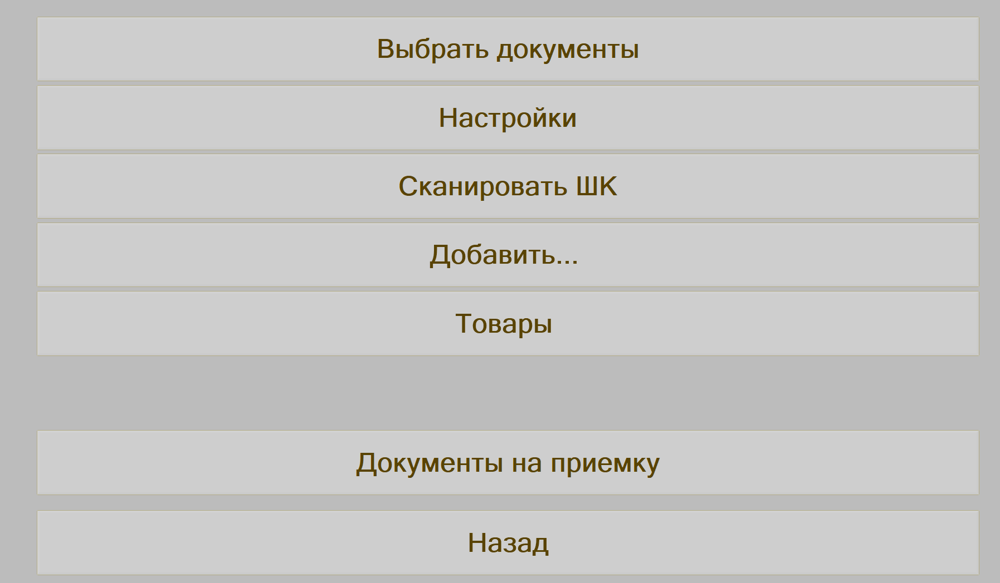 Выбрать документы
Настройки
Сканировать ШК
Добавить...
Товары
Документы на приемку
Назад